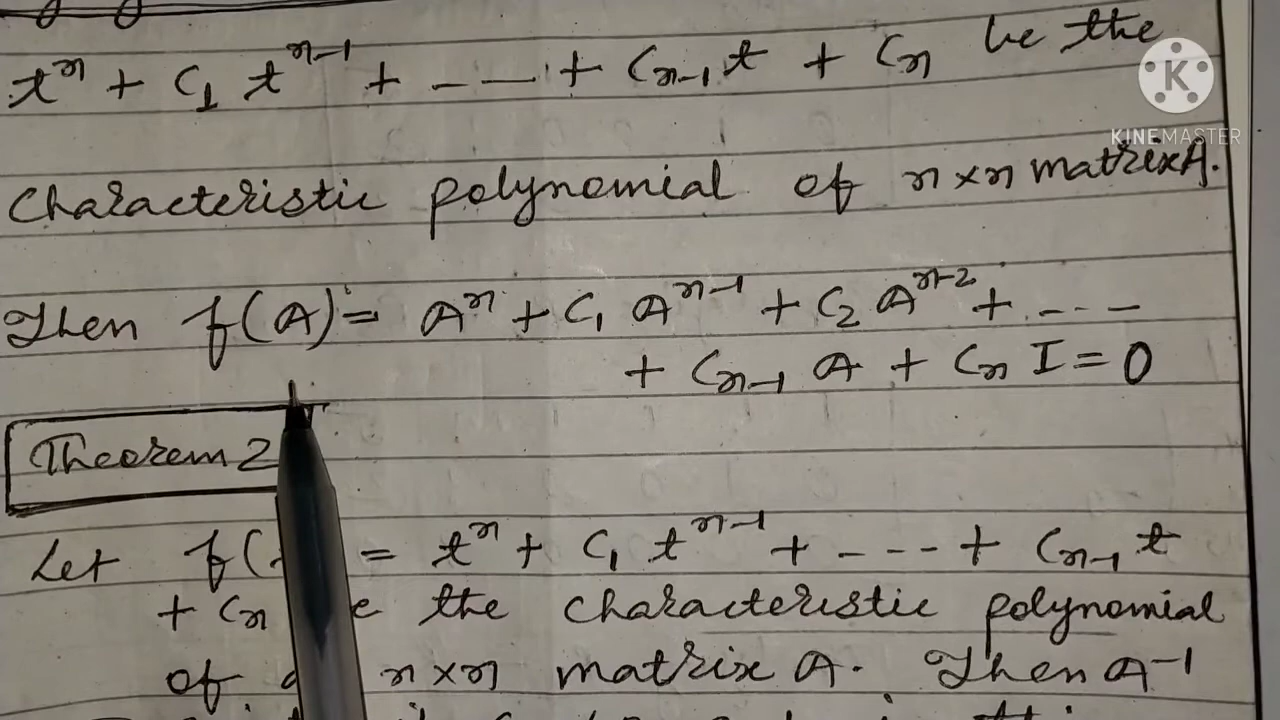 tⁿ + C₁ tⁿ⁻¹ + - - — + Cₙ₋₁ t + Cₙ be the
K
KINEMASTER
Characteristic polynomial of n×n matrix A.
Then f(A) = Aⁿ + C₁ Aⁿ⁻¹ + C₂ Aⁿ⁻² + - - -
+ Cₙ₋₁ A + Cₙ I = 0
Theorem 2
Let f( = tⁿ + C₁ tⁿ⁻¹ + - - - + Cₙ₋₁ t
+ Cₙ the characteristic polynomial
of n×n matrix A. Then A⁻¹